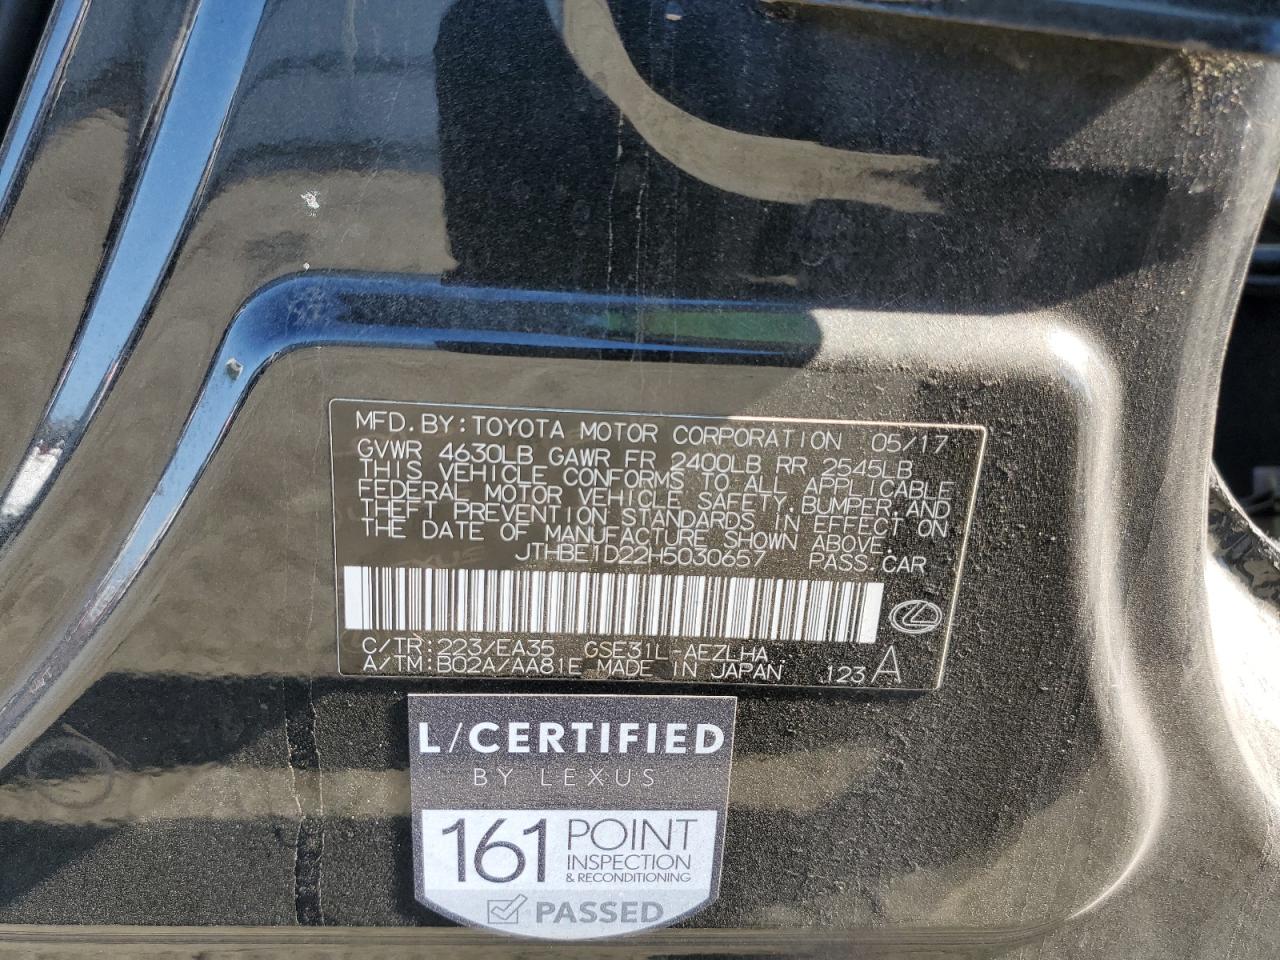 MFD.BY:TOYOTA MOTOR CORPORATION 05/17
GVWR 4630LB GAWR FR 2400LB RR 2545LB
THIS VEHICLE CONFORMS TO ALL APPLICABLE
FEDERAL MOTOR VEHICLE SAFETY,BUMPER,AND
THEFT PREVENTION STANDARDS IN EFFECT ON
THE DATE OF MANUFACTURE SHOWN ABOVE.
JTHBE1D22H5030657 PASS.CAR
C/TR:223/EA35 GSE31L-AEZLHA
A/TM:B02A/AA81E MADE IN JAPAN 123 A
L/CERTIFIED
BY LEXUS
161 POINT
INSPECTION
& RECONDITIONING
PASSED